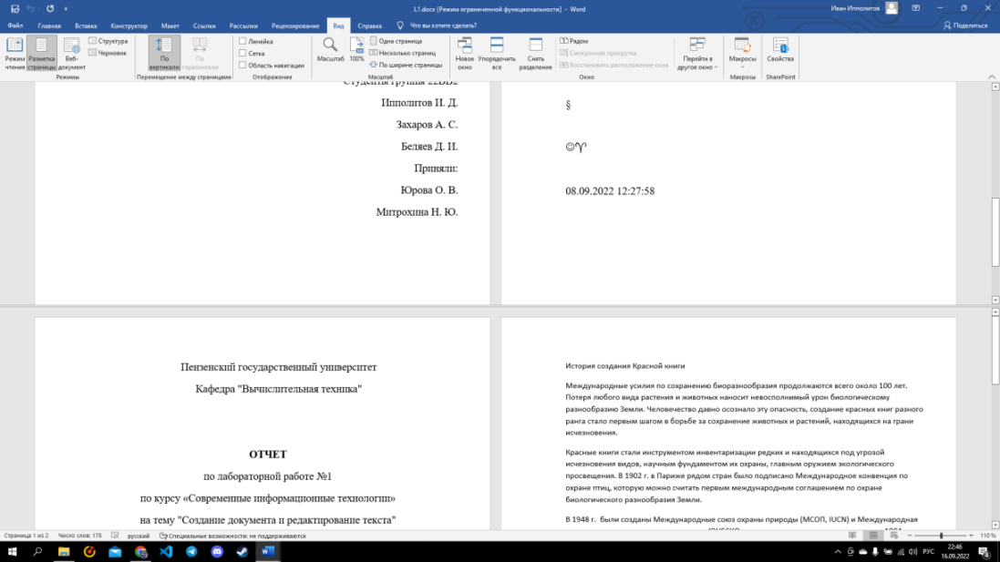 L1.docx [Режим ограниченной функциональности] - Word
Иван Ипполитов
Файл Главная Вставка Конструктор Макет Ссылки Рассылки Рецензирование Вид Справка Что вы хотите сделать? Поделиться
Режим чтения
Разметка страницы
Веб-документ
Структура
Черновик
Режимы
По вертикали
По горизонтали
Перемещение между страницами
Линейка
Сетка
Область навигации
Отображение
Масштаб
100%
Одна страница
Несколько страниц
По ширине страницы
Масштаб
Новое окно
Упорядочить все
Снять разделение
Рядом
Синхронная прокрутка
Восстановить расположение окна
Окно
Перейти в другое окно
Макросы
Макросы
Свойства
SharePoint
Студенты группа 22ВВ2
Ипполитов И. Д.
Захаров А. С.
Беляев Д. И.
Приняли:
Юрова О. В.
Митрохина Н. Ю.
§
☺♈
08.09.2022 12:27:58
Пензенский государственный университет
Кафедра "Вычислительная техника"
ОТЧЕТ
по лабораторной работе №1
по курсу «Современные информационные технологии»
на тему "Создание документа и редактирование текста"
История создания Красной книги
Международные усилия по сохранению биоразнообразия продолжаются всего около 100 лет.
Потеря любого вида растения и животных наносит невосполнимый урон биологическому
разнообразию Земли. Человечество давно осознало эту опасность, создание красных книг разного
ранга стало первым шагом в борьбе за сохранение животных и растений, находящихся на грани
исчезновения.
Красные книги стали инструментом инвентаризации редких и находящихся под угрозой
исчезновения видов, научным фундаментом их охраны, главным оружием экологического
просвещения. В 1902 г. в Париже рядом стран было подписано Международное конвенция по
охране птиц, которую можно считать первым международным соглашением по охране
биологического разнообразия Земли.
В 1948 г. были созданы Международные союз охраны природы (МСОП, IUCN) и Международная
Страница 1 из 2 Число слов: 178 русский Специальные возможности: не поддерживаются 110 %
РУС
22:46
16.09.2022
4